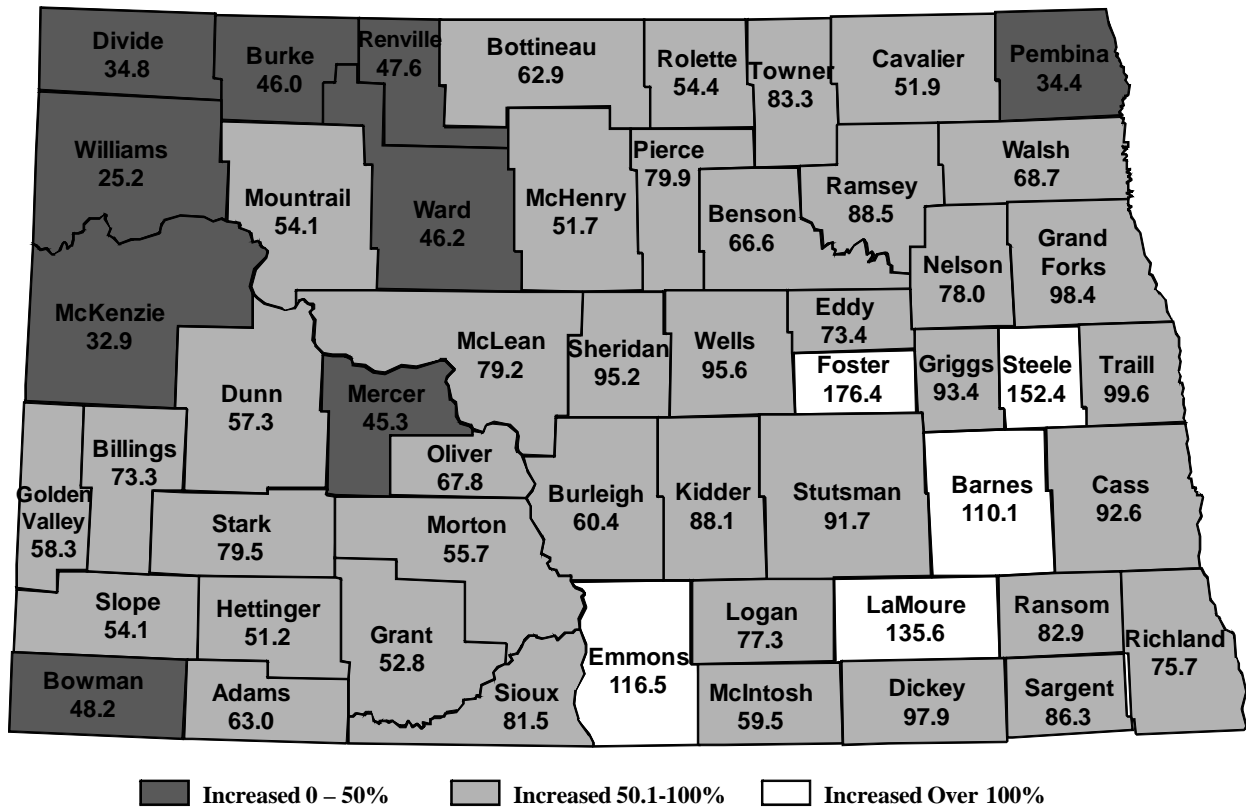 Divide
34.8
Burke
46.0
Renville
47.6
Bottineau
62.9
Rolette
54.4
Towner
83.3
Cavalier
51.9
Pembina
34.4
Williams
25.2
Mountrail
54.1
Ward
46.2
McHenry
51.7
Pierce
79.9
Benson
66.6
Ramsey
88.5
Walsh
68.7
Nelson
78.0
Grand
Forks
98.4
McKenzie
32.9
Dunn
57.3
Mercer
45.3
McLean
79.2
Sheridan
95.2
Wells
95.6
Eddy
73.4
Foster
176.4
Griggs
93.4
Steele
152.4
Traill
99.6
Golden
Valley
58.3
Billings
73.3
Stark
79.5
Oliver
67.8
Morton
55.7
Burleigh
60.4
Kidder
88.1
Stutsman
91.7
Barnes
110.1
Cass
92.6
Slope
54.1
Hettinger
51.2
Grant
52.8
Bowman
48.2
Adams
63.0
Sioux
81.5
Emmons
116.5
Logan
77.3
LaMoure
135.6
Ransom
82.9
Richland
75.7
McIntosh
59.5
Dickey
97.9
Sargent
86.3
Increased 0 – 50%
Increased 50.1-100%
Increased Over 100%